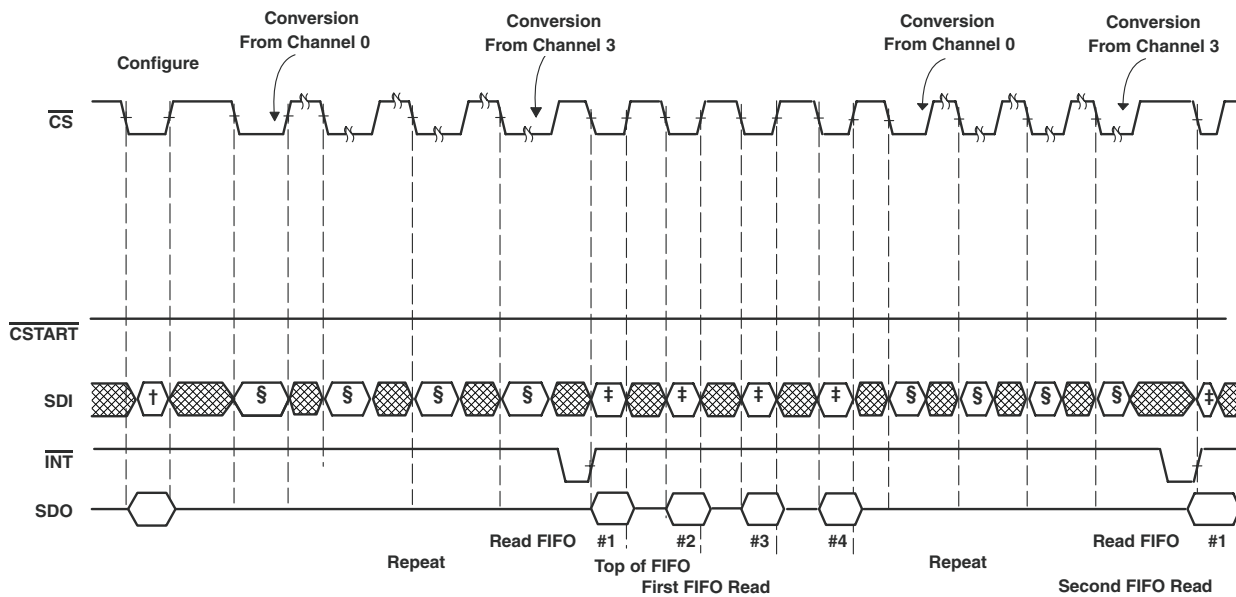 Conversion
From Channel 0
Conversion
From Channel 3
Conversion
From Channel 0
Conversion
From Channel 3
Configure
CS
CSTART
SDI † § § § § ‡ ‡ ‡ ‡ § § § § ‡
INT
SDO
Read FIFO #1 #2 #3 #4 Read FIFO #1
Repeat Top of FIFO Repeat
First FIFO Read Second FIFO Read